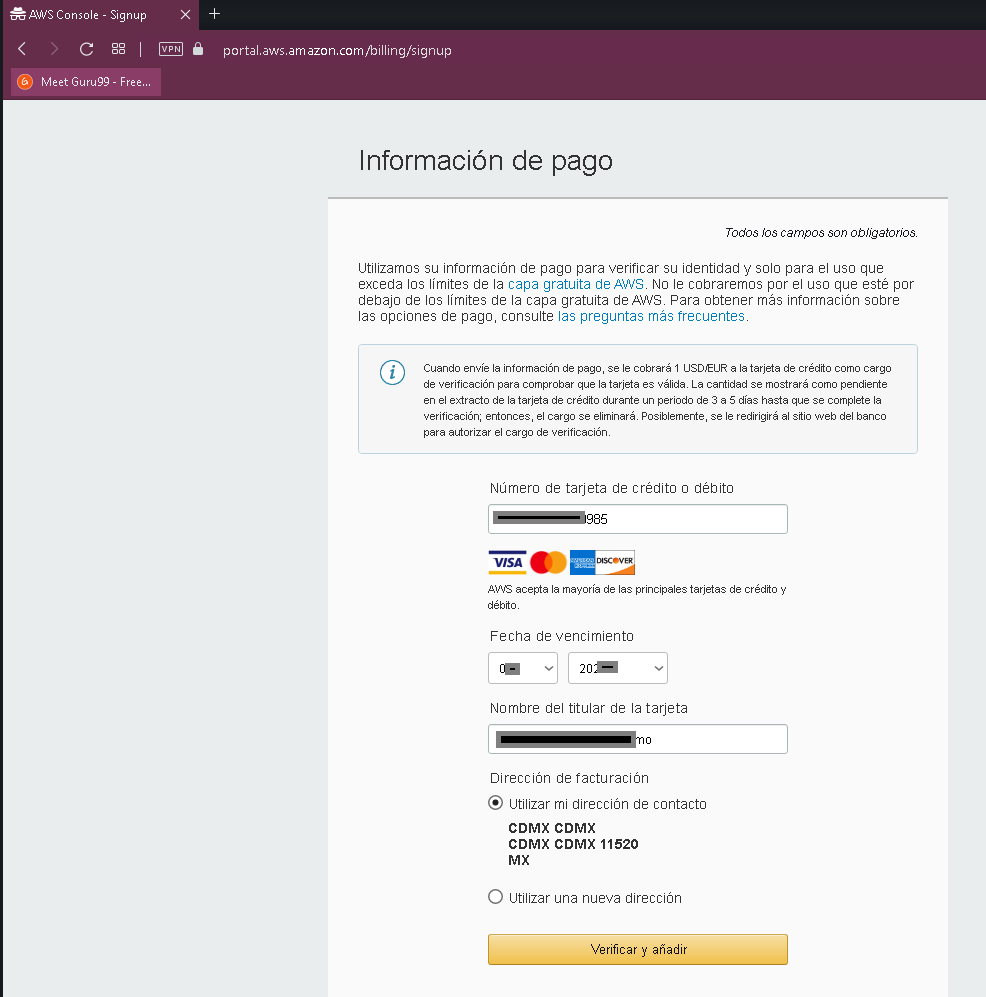 AWS Console - Signup
VPN
portal.aws.amazon.com/billing/signup
Meet Guru99 - Free...
Información de pago
Todos los campos son obligatorios.
Utilizamos su información de pago para verificar su identidad y solo para el uso que
exceda los límites de la capa gratuita de AWS. No le cobraremos por el uso que esté por
debajo de los límites de la capa gratuita de AWS. Para obtener más información sobre
las opciones de pago, consulte las preguntas más frecuentes.
Cuando envíe la información de pago, se le cobrará 1 USD/EUR a la tarjeta de crédito como cargo
de verificación para comprobar que la tarjeta es válida. La cantidad se mostrará como pendiente
en el extracto de la tarjeta de crédito durante un periodo de 3 a 5 días hasta que se complete la
verificación; entonces, el cargo se eliminará. Posiblemente, se le redirigirá al sitio web del banco
para autorizar el cargo de verificación.
Número de tarjeta de crédito o débito
985
VISA AMERICAN EXPRESS DISCOVER
AWS acepta la mayoría de las principales tarjetas de crédito y
débito.
Fecha de vencimiento
0 202
Nombre del titular de la tarjeta
mo
Dirección de facturación
Utilizar mi dirección de contacto
CDMX CDMX
CDMX CDMX 11520
MX
Utilizar una nueva dirección
Verificar y añadir